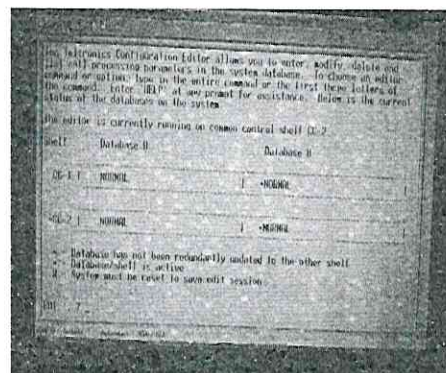 The Teltronics Configuration Editor allows you to enter, modify, delete and
list call processing parameters in the system database. To choose an editor
command or option, type in the entire command or the first three letters of
the command. Enter 'HELP' at any prompt for assistance. Below is the current
status of the databases on the system.
The editor is currently running on common control shelf CC-2
Shelf Database Database B
CC-1 | NORMAL | *NORMAL |
CC-2 | NORMAL | *NORMAL
Database has not been redundantly updated to the other shelf
Database/shelf is active
System must be reset to save edit session
?